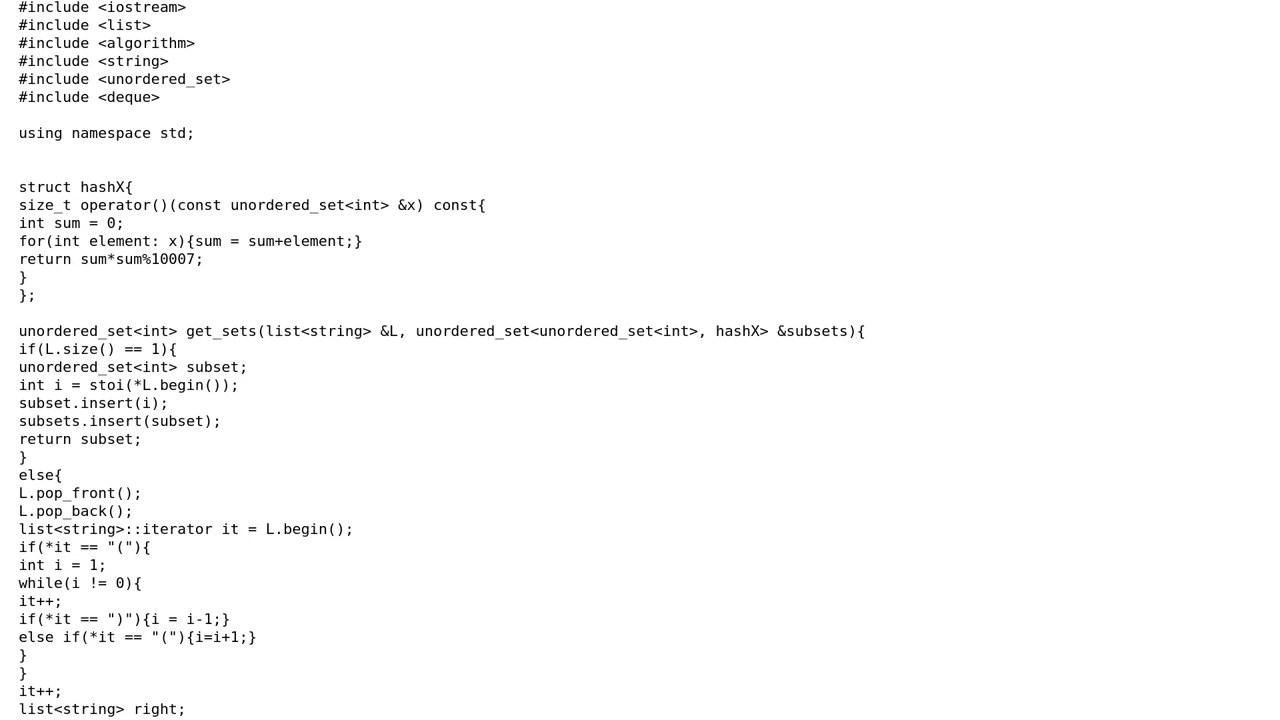 #include <iostream>
#include <list>
#include <algorithm>
#include <string>
#include <unordered_set>
#include <deque>
using namespace std;
struct hashX{
size_t operator()(const unordered_set<int> &x) const{
int sum = 0;
for(int element: x){sum = sum+element;}
return sum*sum%10007;
}
};
unordered_set<int> get_sets(list<string> &L, unordered_set<unordered_set<int>, hashX> &subsets){
if(L.size() == 1){
unordered_set<int> subset;
int i = stoi(*L.begin());
subset.insert(i);
subsets.insert(subset);
return subset;
}
else{
L.pop_front();
L.pop_back();
list<string>::iterator it = L.begin();
if(*it == "("){
int i = 1;
while(i != 0){
it++;
if(*it == ")"){i = i-1;}
else if(*it == "("){i=i+1;}
}
}
it++;
list<string> right;